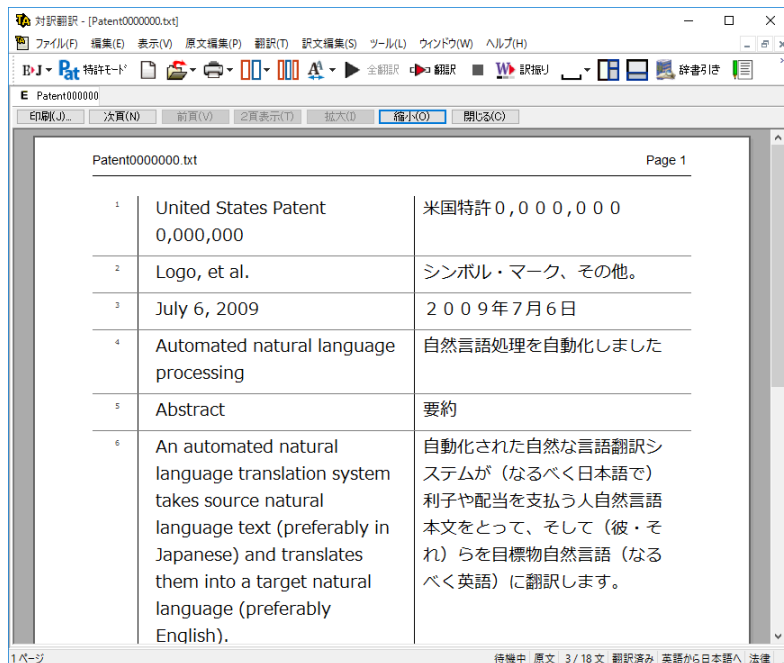 対訳翻訳 - [Patent0000000.txt]
ファイル(F) 編集(E) 表示(V) 原文編集(P) 翻訳(T) 訳文編集(S) ツール(L) ウィンドウ(W) ヘルプ(H)
Pat 特許モード 全翻訳 翻訳 訳振り 辞書引き
E Patent000000
印刷(J)... 次頁(N) 前頁(V) 2頁表示(T) 拡大(I) 縮小(O) 閉じる(C)
Patent0000000.txt Page 1
1 United States Patent 米国特許0,000,000
0,000,000
2 Logo, et al. シンボル・マーク、その他。
3 July 6, 2009 2009年7月6日
4 Automated natural language 自然言語処理を自動化しました
processing
5 Abstract 要約
6 An automated natural 自動化された自然な言語翻訳シ
language translation system ステムが(なるべく日本語で)
takes source natural 利子や配当を支払う人自然言語
language text (preferably in 本文をとって、そして(彼・そ
Japanese) and translates れ)らを目標物自然言語(なる
them into a target natural べく英語)に翻訳します。
language (preferably
English).
1 ページ 待機中 原文 3/18文 翻訳済み 英語から日本語へ 法律